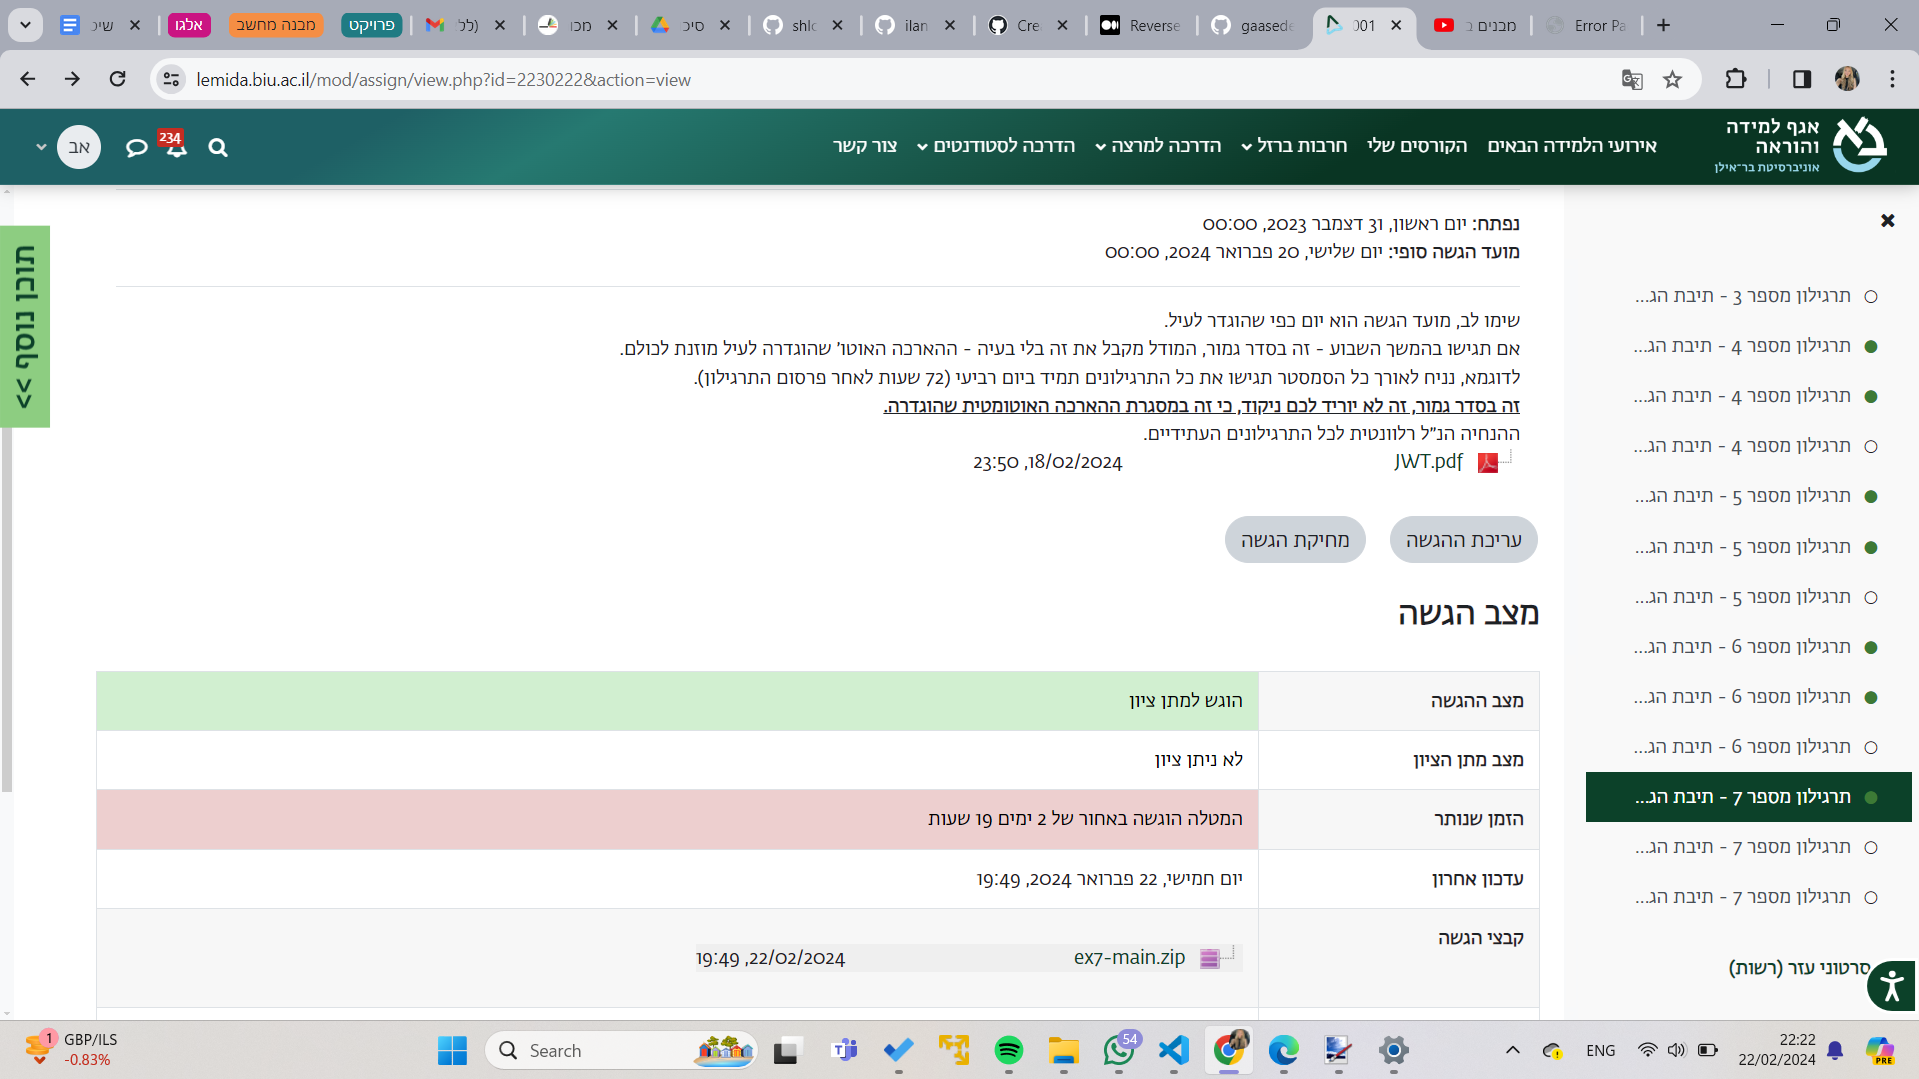 שיכ
אלגו
מבנה מחשב
פרויקט
(לל
מכו
סיכ
shlc
ilan
Cre
Reverse
gaasede
001
מבנים ב
Error Pa
lemida.biu.ac.il/mod/assign/view.php?id=2230222&action=view
אגף למידה
והוראה
אוניברסיטת בר־אילן
אירועי הלמידה הבאים
הקורסים שלי
חרבות ברזל
הדרכה למרצה
הדרכה לסטודנטים
צור קשר
234
אב
תוכן נוסף >>
נפתח: יום ראשון, 31 דצמבר 2023, 00:00
מועד הגשה סופי: יום שלישי, 20 פברואר 2024, 00:00
שימו לב, מועד הגשה הוא יום כפי שהוגדר לעיל.
אם תגישו בהמשך השבוע - זה בסדר גמור, המודל מקבל את זה בלי בעיה - ההארכה האוטו' שהוגדרה לעיל מוזנת לכולם.
לדוגמא, נניח לאורך כל הסמסטר תגישו את כל התרגילונים תמיד ביום רביעי (72 שעות לאחר פרסום התרגילון).
זה בסדר גמור, זה לא יוריד לכם ניקוד, כי זה במסגרת ההארכה האוטומטית שהוגדרה.
ההנחיה הנ"ל רלוונטית לכל התרגילונים העתידיים.
JWT.pdf 18/02/2024, 23:50
עריכת ההגשה
מחיקת הגשה
מצב הגשה
מצב ההגשה הוגש למתן ציון
מצב מתן הציון לא ניתן ציון
הזמן שנותר המטלה הוגשה באחור של 2 ימים 19 שעות
עדכון אחרון יום חמישי, 22 פברואר 2024, 19:49
קבצי הגשה
ex7-main.zip 22/02/2024, 19:49
תרגילון מספר 3 - תיבת הג...
תרגילון מספר 4 - תיבת הג...
תרגילון מספר 4 - תיבת הג...
תרגילון מספר 4 - תיבת הג...
תרגילון מספר 5 - תיבת הג...
תרגילון מספר 5 - תיבת הג...
תרגילון מספר 5 - תיבת הג...
תרגילון מספר 6 - תיבת הג...
תרגילון מספר 6 - תיבת הג...
תרגילון מספר 6 - תיבת הג...
תרגילון מספר 7 - תיבת הג...
תרגילון מספר 7 - תיבת הג...
תרגילון מספר 7 - תיבת הג...
סרטוני עזר (רשות)
1
GBP/ILS
-0.83%
Search
54
ENG
22:22
22/02/2024
PRE